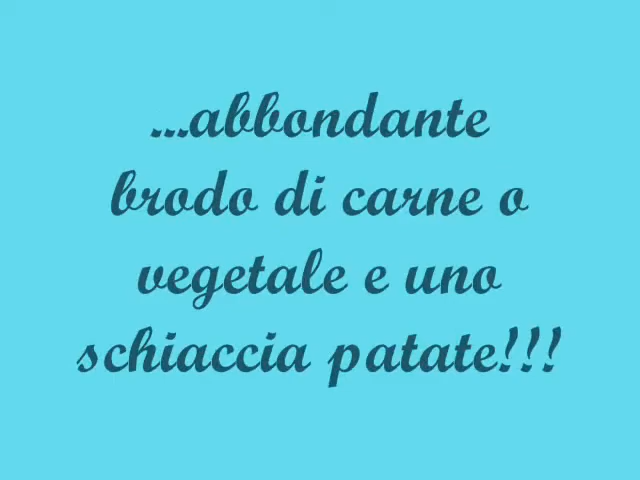 ...abbondante
brodo di carne o
vegetale e uno
schiaccia patate!!!